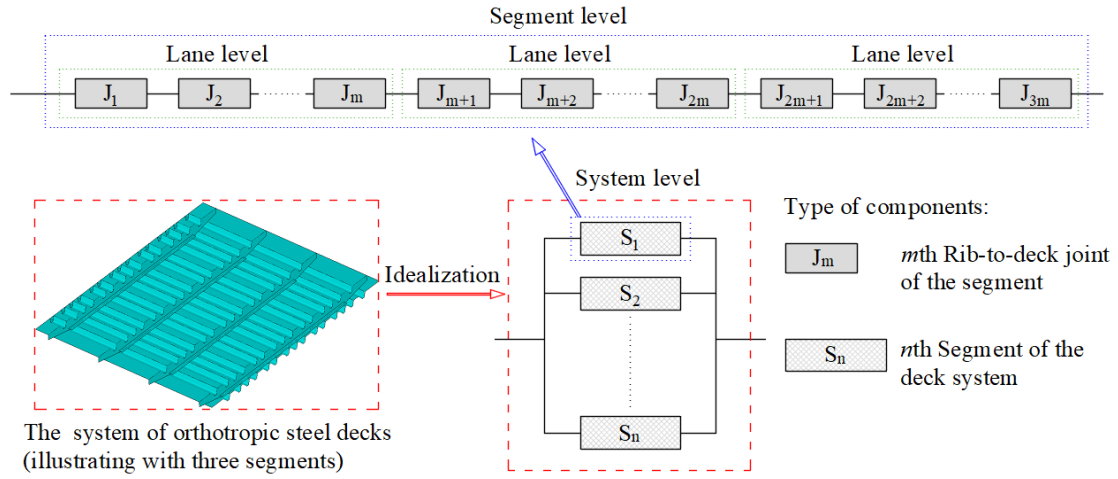 Segment level
Lane level
Lane level
Lane level
J1
J2
Jm
Jm+1
Jm+2
J2m
J2m+1
J2m+2
J3m
System level
S1
Idealization
S2
Sn
The system of orthotropic steel decks
(illustrating with three segments)
Type of components:
Jm
mth Rib-to-deck joint
of the segment
Sn
nth Segment of the
deck system